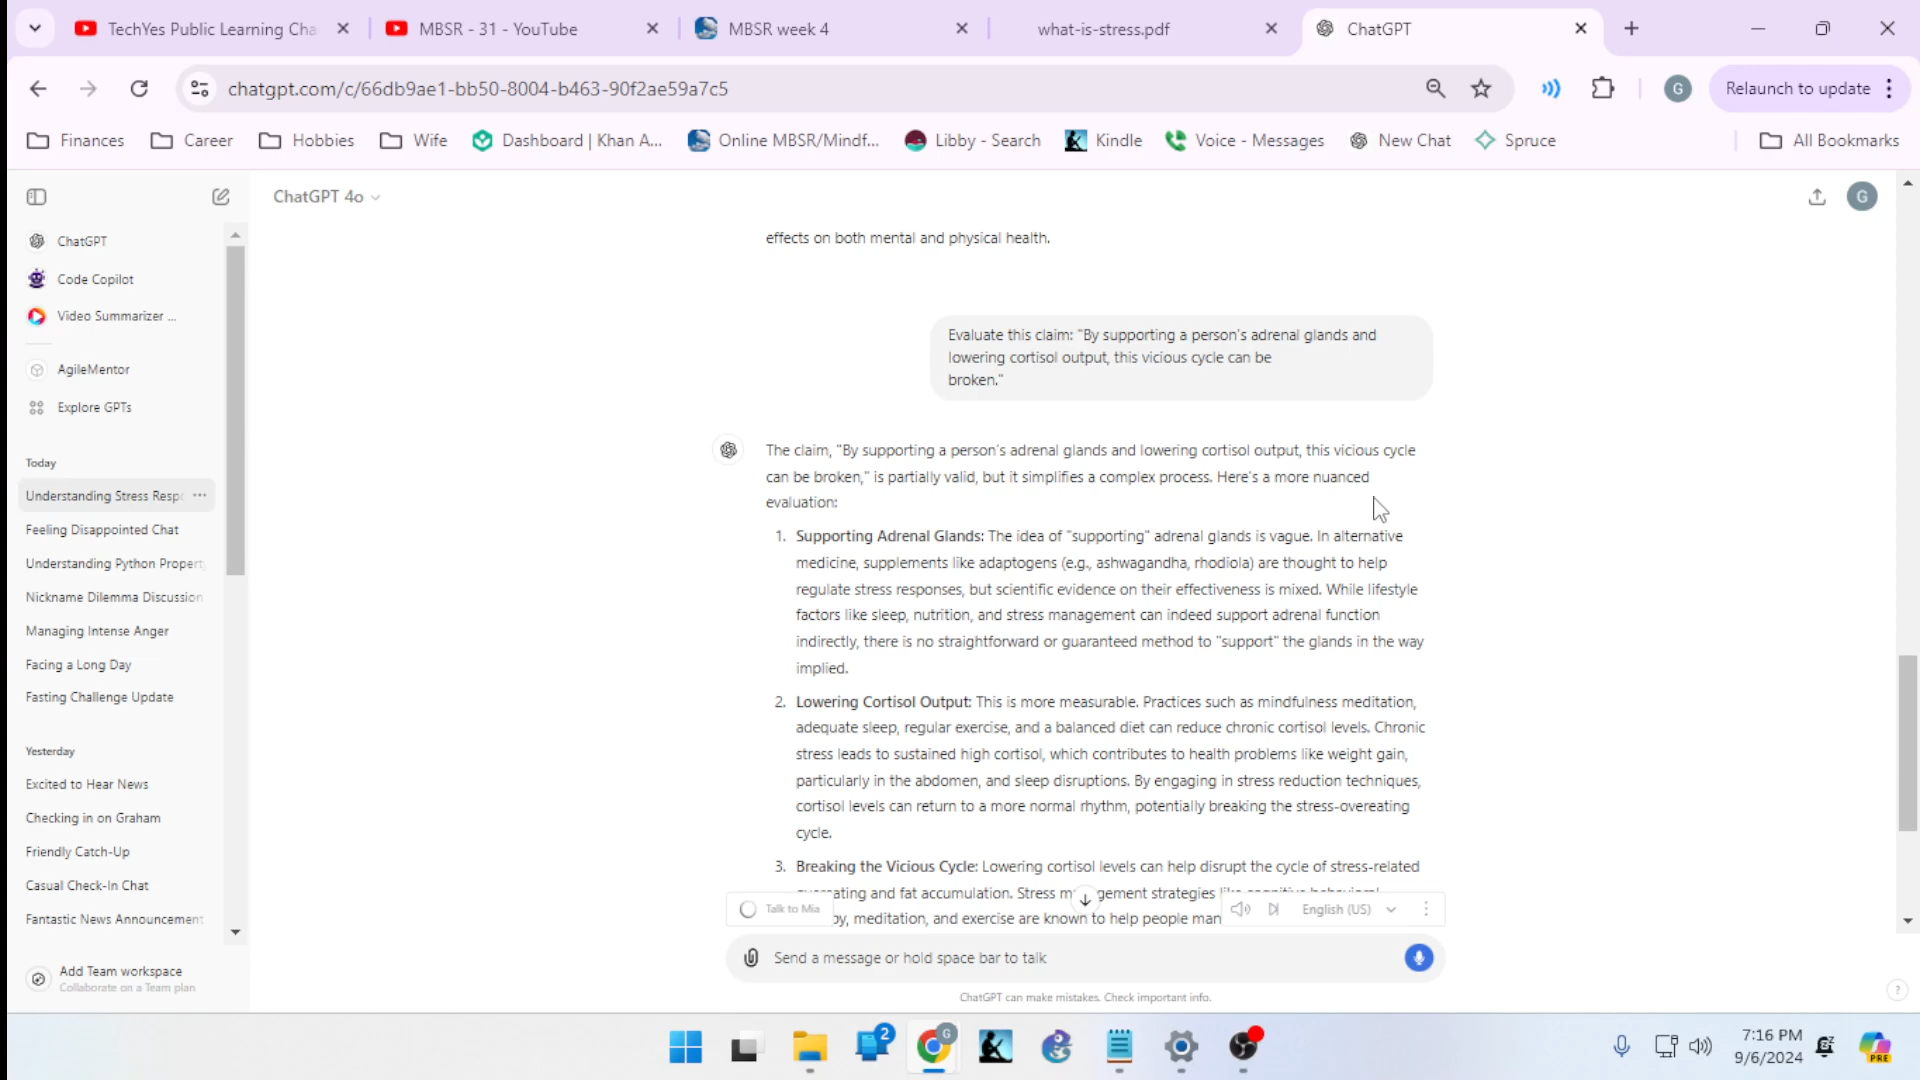 TechYes Public Learning Cha
MBSR - 31 - YouTube
MBSR week 4
what-is-stress.pdf
ChatGPT
chatgpt.com/c/66db9ae1-bb50-8004-b463-90f2ae59a7c5
G
Relaunch to update
Finances
Career
Hobbies
Wife
Dashboard | Khan A...
Online MBSR/Mindf...
Libby - Search
Kindle
Voice - Messages
New Chat
Spruce
All Bookmarks
ChatGPT
Code Copilot
Video Summarizer ...
AgileMentor
Explore GPTs
Today
Understanding Stress Resp
Feeling Disappointed Chat
Understanding Python Propert
Nickname Dilemma Discussion
Managing Intense Anger
Facing a Long Day
Fasting Challenge Update
Yesterday
Excited to Hear News
Checking in on Graham
Friendly Catch-Up
Casual Check-In Chat
Fantastic News Announcement
Add Team workspace
Collaborate on a Team plan
ChatGPT 4o
G
effects on both mental and physical health.
Evaluate this claim: "By supporting a person's adrenal glands and
lowering cortisol output, this vicious cycle can be
broken."
The claim, "By supporting a person's adrenal glands and lowering cortisol output, this vicious cycle
can be broken," is partially valid, but it simplifies a complex process. Here's a more nuanced
evaluation:
1. Supporting Adrenal Glands: The idea of "supporting" adrenal glands is vague. In alternative
medicine, supplements like adaptogens (e.g., ashwagandha, rhodiola) are thought to help
regulate stress responses, but scientific evidence on their effectiveness is mixed. While lifestyle
factors like sleep, nutrition, and stress management can indeed support adrenal function
indirectly, there is no straightforward or guaranteed method to "support" the glands in the way
implied.
2. Lowering Cortisol Output: This is more measurable. Practices such as mindfulness meditation,
adequate sleep, regular exercise, and a balanced diet can reduce chronic cortisol levels. Chronic
stress leads to sustained high cortisol, which contributes to health problems like weight gain,
particularly in the abdomen, and sleep disruptions. By engaging in stress reduction techniques,
cortisol levels can return to a more normal rhythm, potentially breaking the stress-overeating
cycle.
3. Breaking the Vicious Cycle: Lowering cortisol levels can help disrupt the cycle of stress-related
and fat accumulation. Stress strategies
meditation, and exercise are known to help people man
Talk to Mia
English (US)
Send a message or hold space bar to talk
ChatGPT can make mistakes. Check important info.
?
2
G
7:16 PM
9/6/2024
PRE